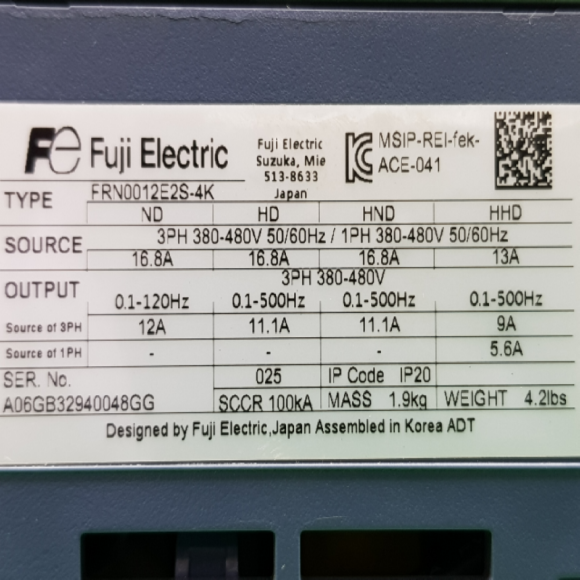 Fe Fuji Electric
Fuji Electric
Suzuka, Mie
513-8633
Japan
MSIP-REI-fek-
ACE-041
TYPE FRN0012E2S-4K
ND HD HND HHD
SOURCE 3PH 380-480V 50/60Hz / 1PH 380-480V 50/60Hz
16.8A 16.8A 16.8A 13A
OUTPUT 3PH 380-480V
0.1-120Hz 0.1-500Hz 0.1-500Hz 0.1-500Hz
Source of 3PH 12A 11.1A 11.1A 9A
Source of 1PH - - - 5.6A
SER. No. 025 IP Code IP20
A06GB32940048GG SCCR 100kA MASS 1.9kg WEIGHT 4.2lbs
Designed by Fuji Electric,Japan Assembled in Korea ADT